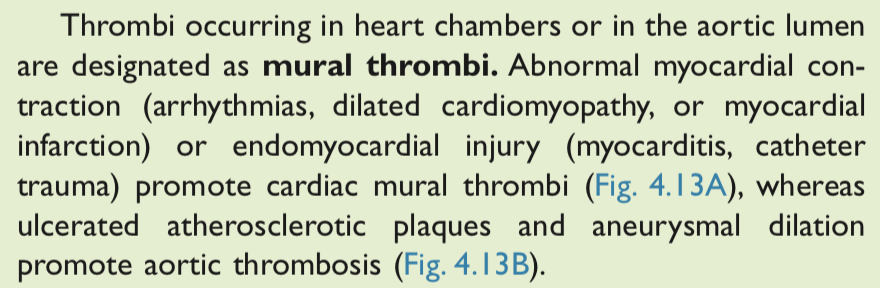 Thrombi occurring in heart chambers or in the aortic lumen
are designated as mural thrombi. Abnormal myocardial con-
traction (arrhythmias, dilated cardiomyopathy, or myocardial
infarction) or endomyocardial injury (myocarditis, catheter
trauma) promote cardiac mural thrombi (Fig. 4.13A), whereas
ulcerated atherosclerotic plaques and aneurysmal dilation
promote aortic thrombosis (Fig. 4.13B).